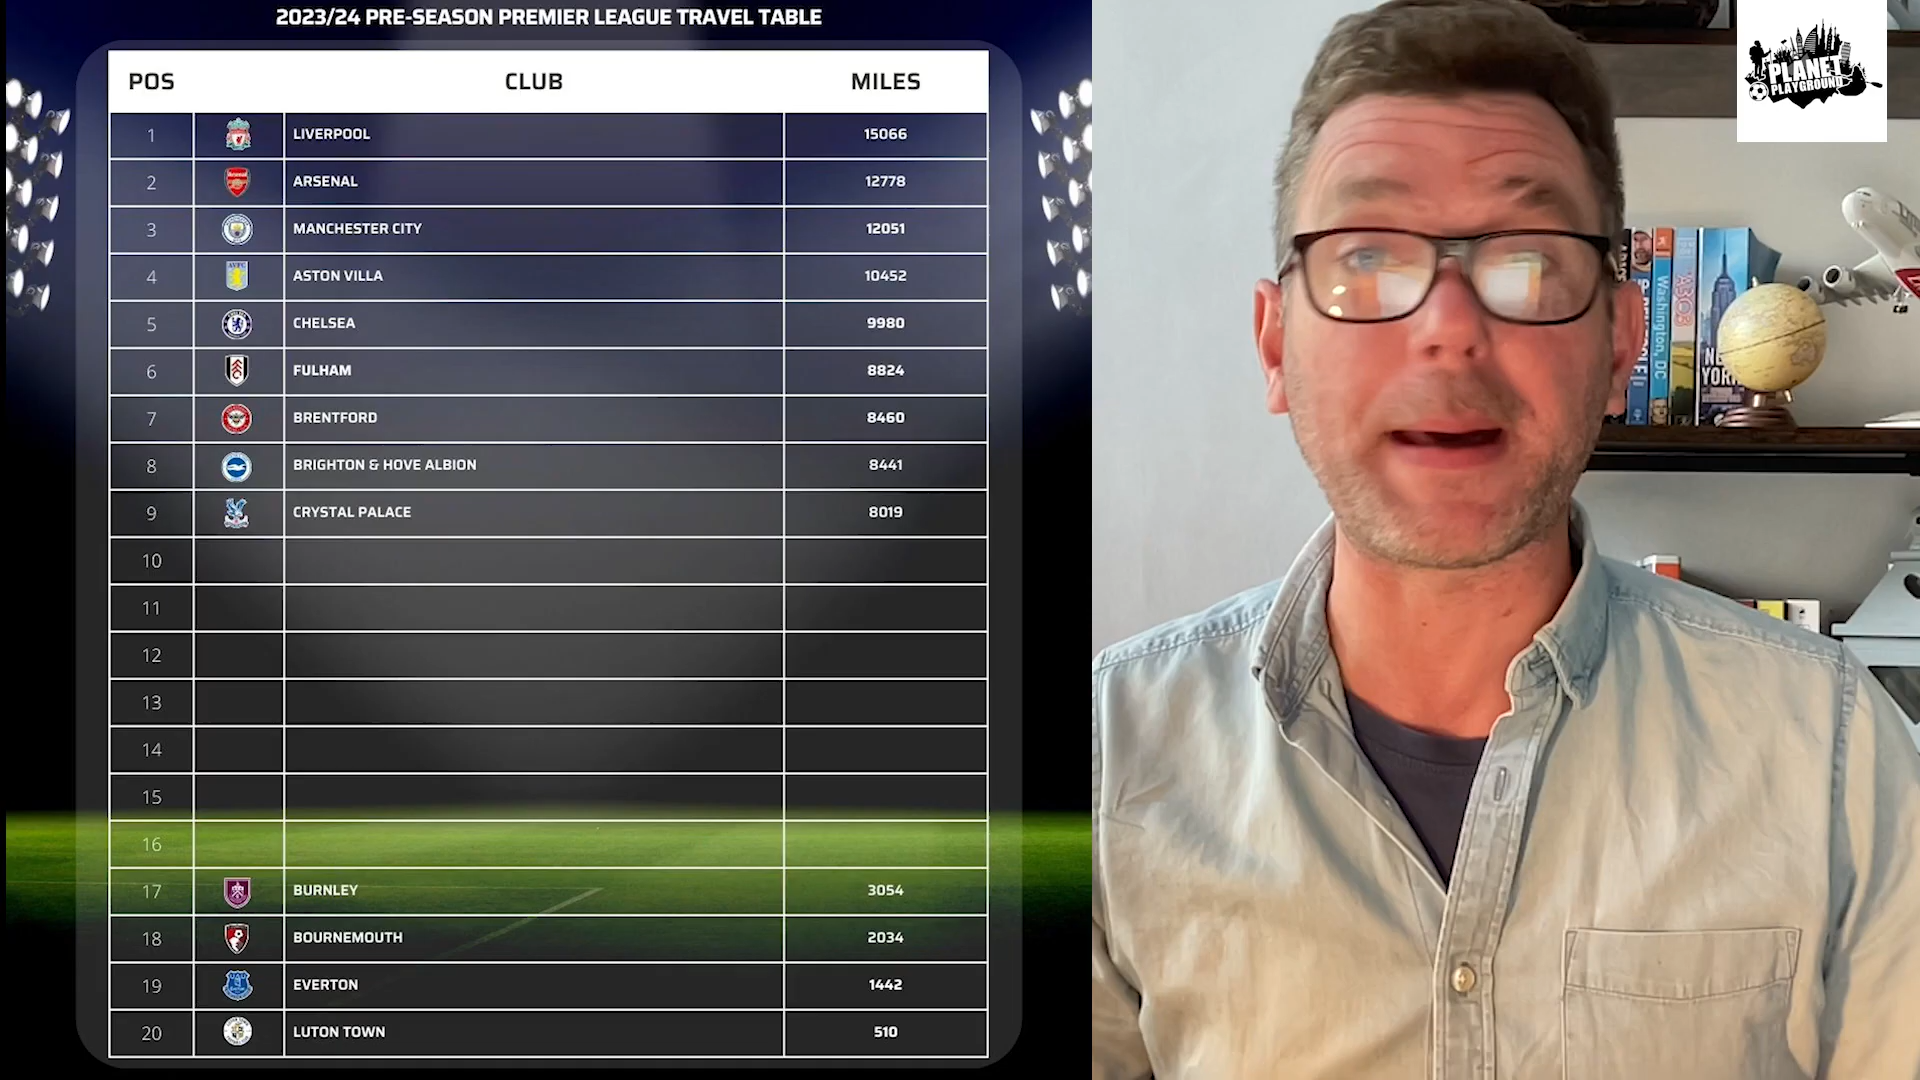 2023/24 PRE-SEASON PREMIER LEAGUE TRAVEL TABLE
POS CLUB MILES
1 LIVERPOOL 15066
2 ARSENAL 12778
3 MANCHESTER CITY 12051
4 ASTON VILLA 10452
5 CHELSEA 9980
6 FULHAM 8824
7 BRENTFORD 8460
8 BRIGHTON & HOVE ALBION 8441
9 CRYSTAL PALACE 8019
10
11
12
13
14
15
16
17 BURNLEY 3054
18 BOURNEMOUTH 2034
19 EVERTON 1442
20 LUTON TOWN 510
PLANET
PLAYGROUND
Washington, DC
NEW
YORK